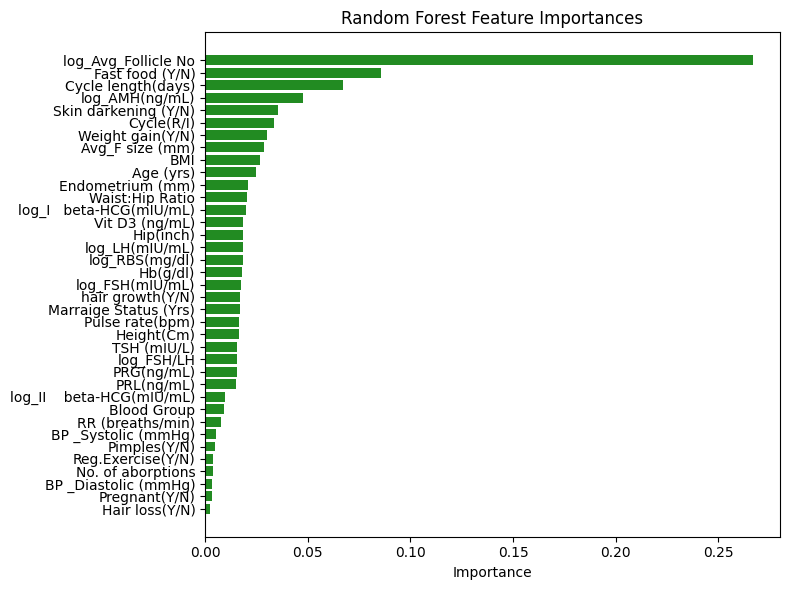 Random Forest Feature Importances
log_Avg_Follicle No
Fast food (Y/N)
Cycle length(days)
log_AMH(ng/mL)
Skin darkening (Y/N)
Cycle(R/I)
Weight gain(Y/N)
Avg_F size (mm)
BMI
Age (yrs)
Endometrium (mm)
Waist:Hip Ratio
log_I   beta-HCG(mIU/mL)
Vit D3 (ng/mL)
Hip(inch)
log_LH(mIU/mL)
log_RBS(mg/dl)
Hb(g/dl)
log_FSH(mIU/mL)
hair growth(Y/N)
Marraige Status (Yrs)
Pulse rate(bpm)
Height(Cm)
TSH (mIU/L)
log_FSH/LH
PRG(ng/mL)
PRL(ng/mL)
log_II    beta-HCG(mIU/mL)
Blood Group
RR (breaths/min)
BP _Systolic (mmHg)
Pimples(Y/N)
Reg.Exercise(Y/N)
No. of aborptions
BP _Diastolic (mmHg)
Pregnant(Y/N)
Hair loss(Y/N)
0.00 0.05 0.10 0.15 0.20 0.25
Importance